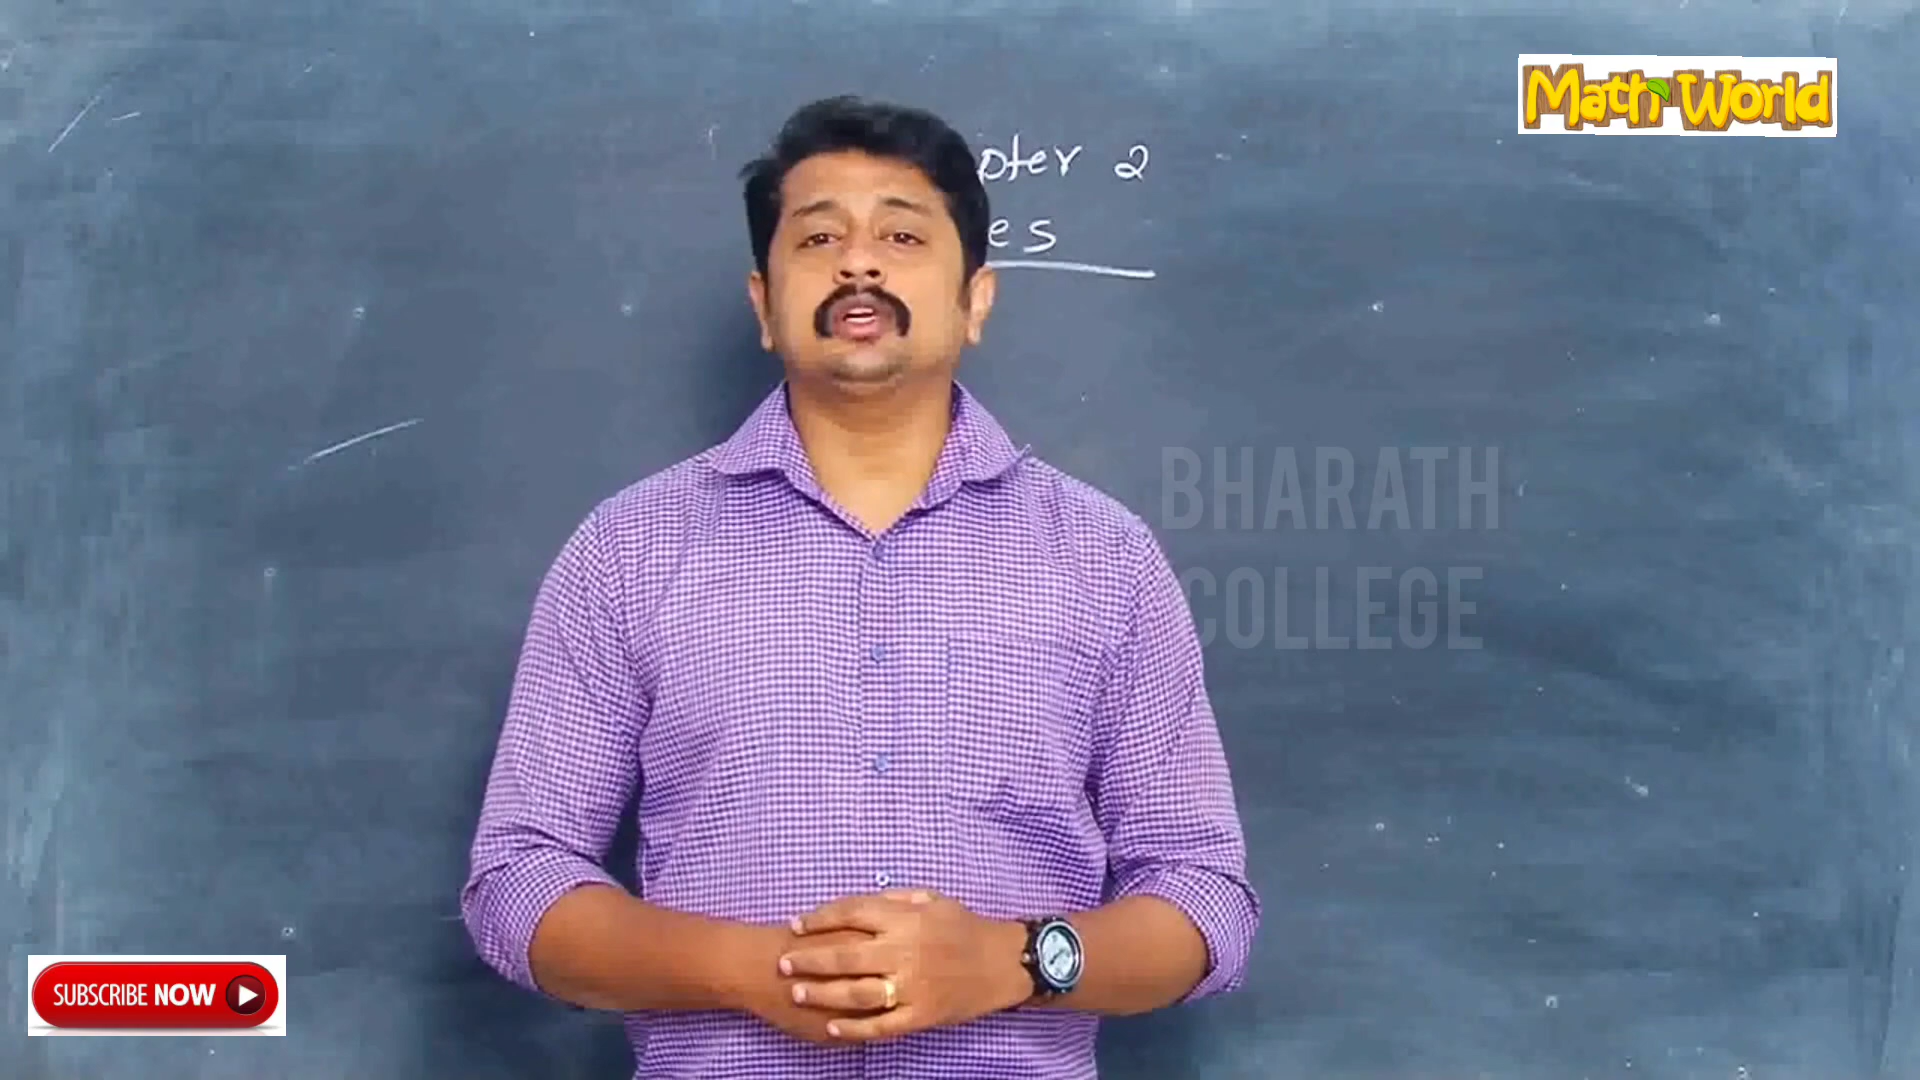 Math World
pter 2
es
BHARATH
COLLEGE
SUBSCRIBE NOW